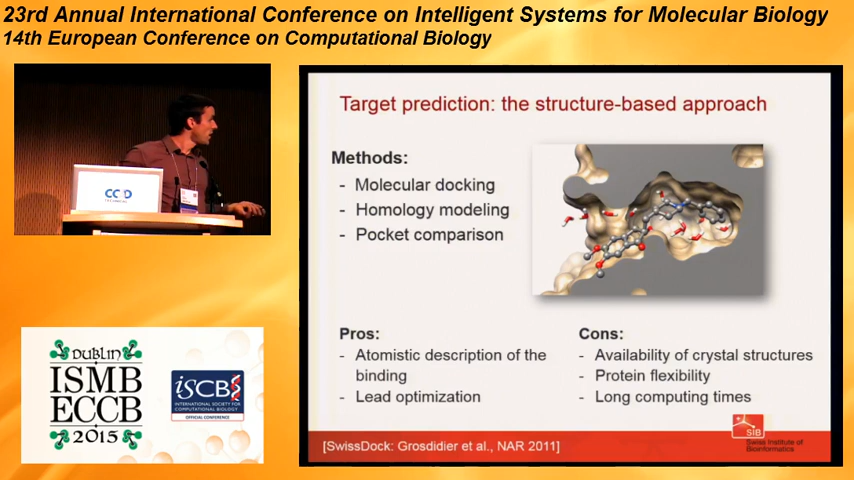 23rd Annual International Conference on Intelligent Systems for Molecular Biology
14th European Conference on Computational Biology
Target prediction: the structure-based approach
Methods:
- Molecular docking
- Homology modeling
- Pocket comparison
Pros:
- Atomistic description of the
binding
- Lead optimization
Cons:
- Availability of crystal structures
- Protein flexibility
- Long computing times
[SwissDock: Grosdidier et al., NAR 2011]
SIB
Swiss Institute of
Bioinformatics
DUBLIN
ISMB
ECCB
2015
iSCB
INTERNATIONAL SOCIETY FOR
COMPUTATIONAL BIOLOGY
OFFICIAL CONFERENCE